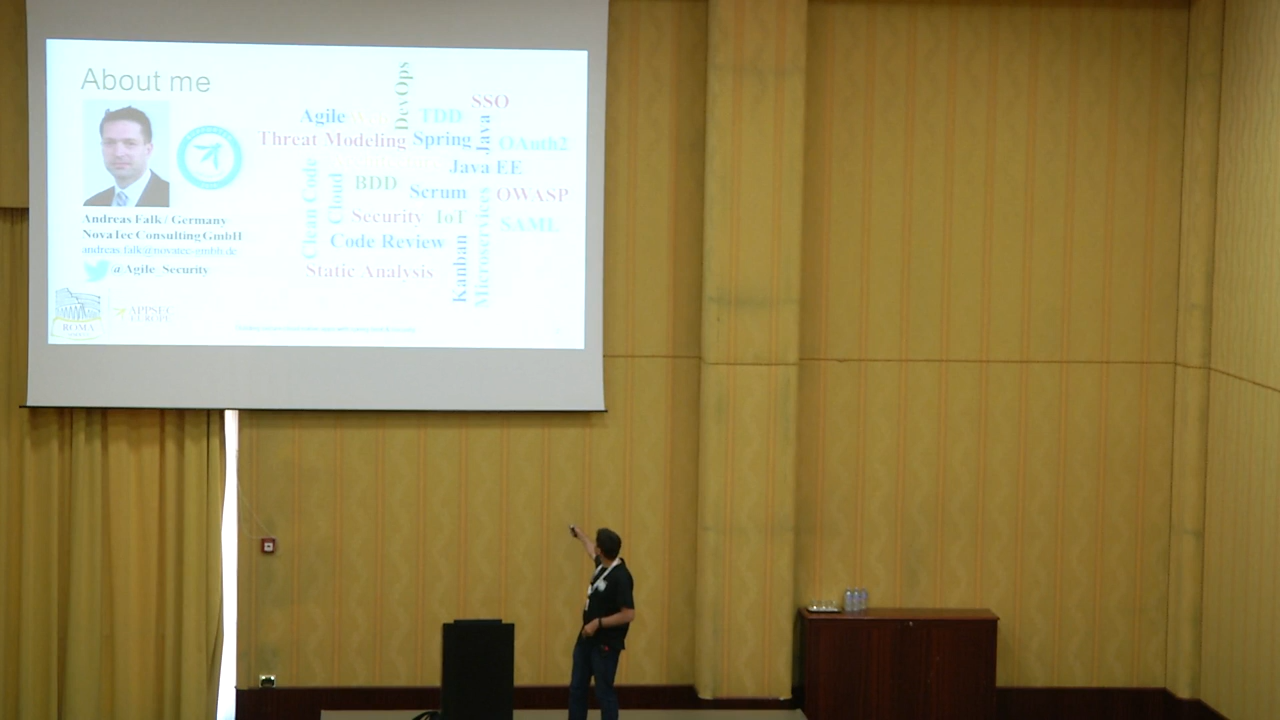 About me
Andreas Falk / Germany
NovaTec Consulting GmbH
andreas.falk@novatec-gmbh.de
@Agile_Security
DevOps
SSO
Agile
TDD
Threat Modeling
Spring
Java
OAuth2
Java EE
Clean Code
Cloud
BDD
Scrum
OWASP
Security
IoT
Microservices
SAML
Code Review
Kanban
Static Analysis
ROMA
APPSEC
EUROPE